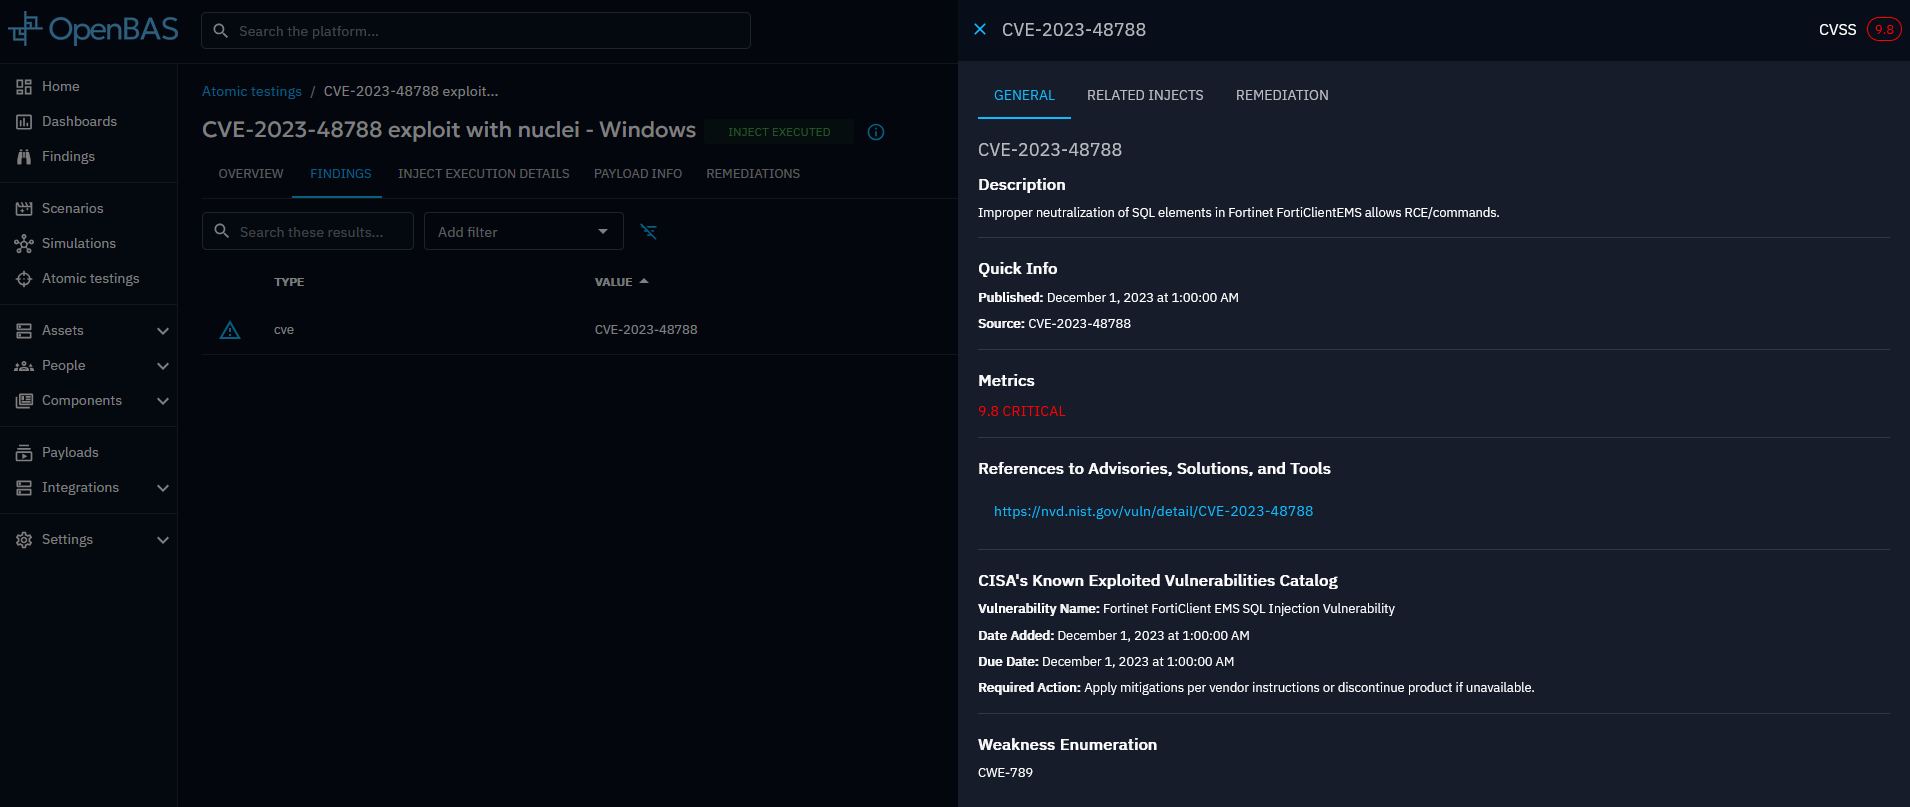 OpenBAS
Search the platform...
Home
Dashboards
Findings
Scenarios
Simulations
Atomic testings
Assets
People
Components
Payloads
Integrations
Settings
Atomic testings / CVE-2023-48788 exploit...
CVE-2023-48788 exploit with nuclei - Windows INJECT EXECUTED
OVERVIEW FINDINGS INJECT EXECUTION DETAILS PAYLOAD INFO REMEDIATIONS
Search these results... Add filter
TYPE VALUE
cve CVE-2023-48788
CVE-2023-48788 CVSS 9.8
GENERAL RELATED INJECTS REMEDIATION
CVE-2023-48788
Description
Improper neutralization of SQL elements in Fortinet FortiClientEMS allows RCE/commands.
Quick Info
Published: December 1, 2023 at 1:00:00 AM
Source: CVE-2023-48788
Metrics
9.8 CRITICAL
References to Advisories, Solutions, and Tools
https://nvd.nist.gov/vuln/detail/CVE-2023-48788
CISA's Known Exploited Vulnerabilities Catalog
Vulnerability Name: Fortinet FortiClient EMS SQL Injection Vulnerability
Date Added: December 1, 2023 at 1:00:00 AM
Due Date: December 1, 2023 at 1:00:00 AM
Required Action: Apply mitigations per vendor instructions or discontinue product if unavailable.
Weakness Enumeration
CWE-789